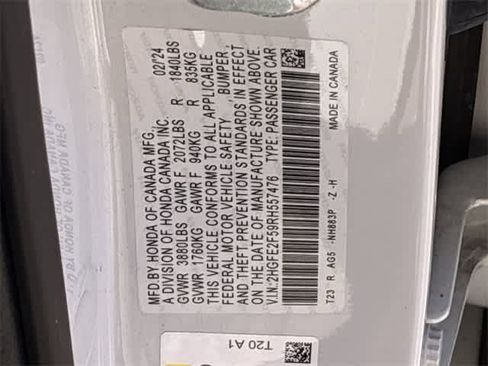 MFD.BY HONDA OF CANADA MFG. 02/24
A DIVISION OF HONDA CANADA INC.
GVWR 3880LBS GAWR F 2072LBS R 1840LBS
GVWR 1760KG GAWR F 940KG R 835KG
THIS VEHICLE CONFORMS TO ALL APPLICABLE
FEDERAL MOTOR VEHICLE SAFETY BUMPER,
AND THEFT PREVENTION STANDARDS IN EFFECT
ON THE DATE OF MANUFACTURE SHOWN ABOVE.
V.I.N.:2HGFE2F59RH557476 TYPE: PASSENGER CAR
MADE IN CANADA
T23 R AG5 -NH883P -Z -H
T20 A1